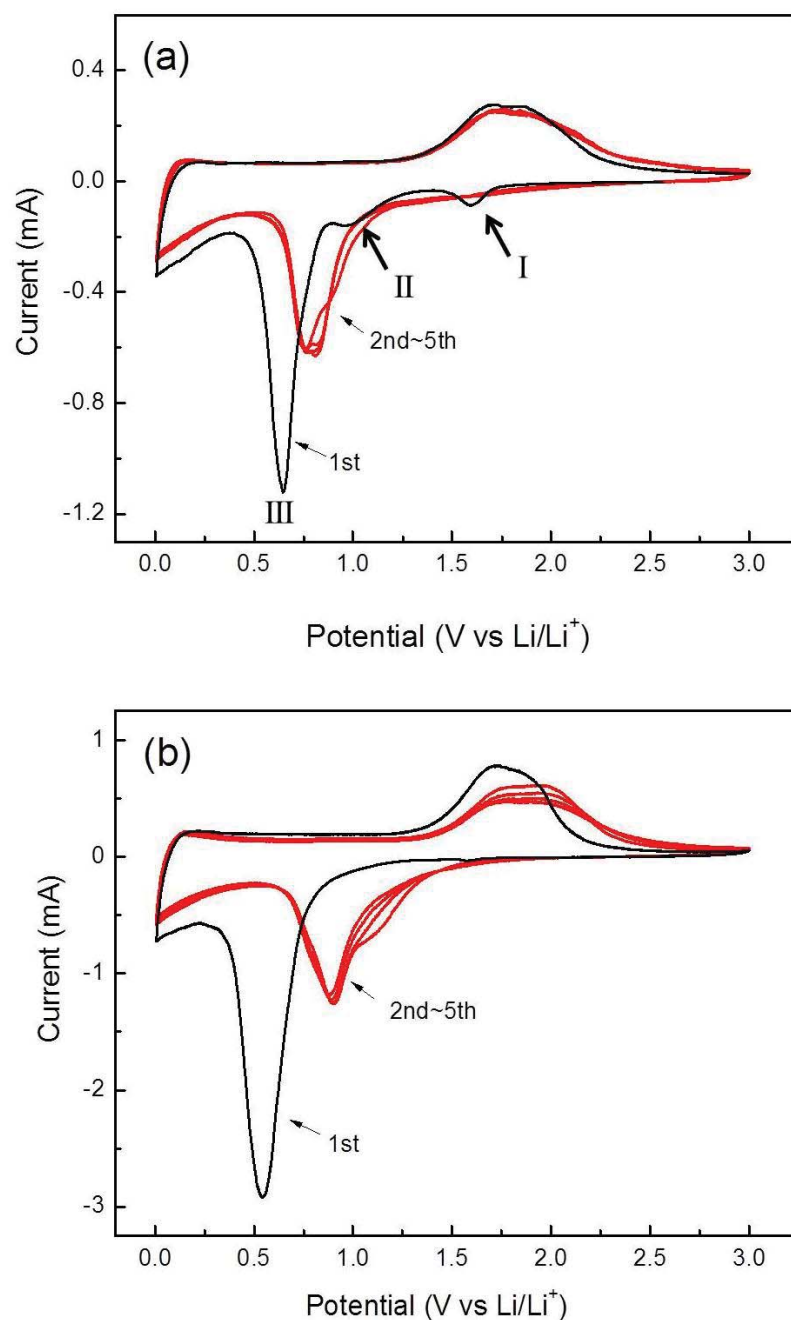 (a)
0.4
0.0
-0.4
-0.8
-1.2
Current (mA)
I
II
2nd~5th
1st
III
0.0 0.5 1.0 1.5 2.0 2.5 3.0
Potential (V vs Li/Li⁺)
(b)
1
0
-1
-2
-3
Current (mA)
2nd~5th
1st
0.0 0.5 1.0 1.5 2.0 2.5 3.0
Potential (V vs Li/Li⁺)